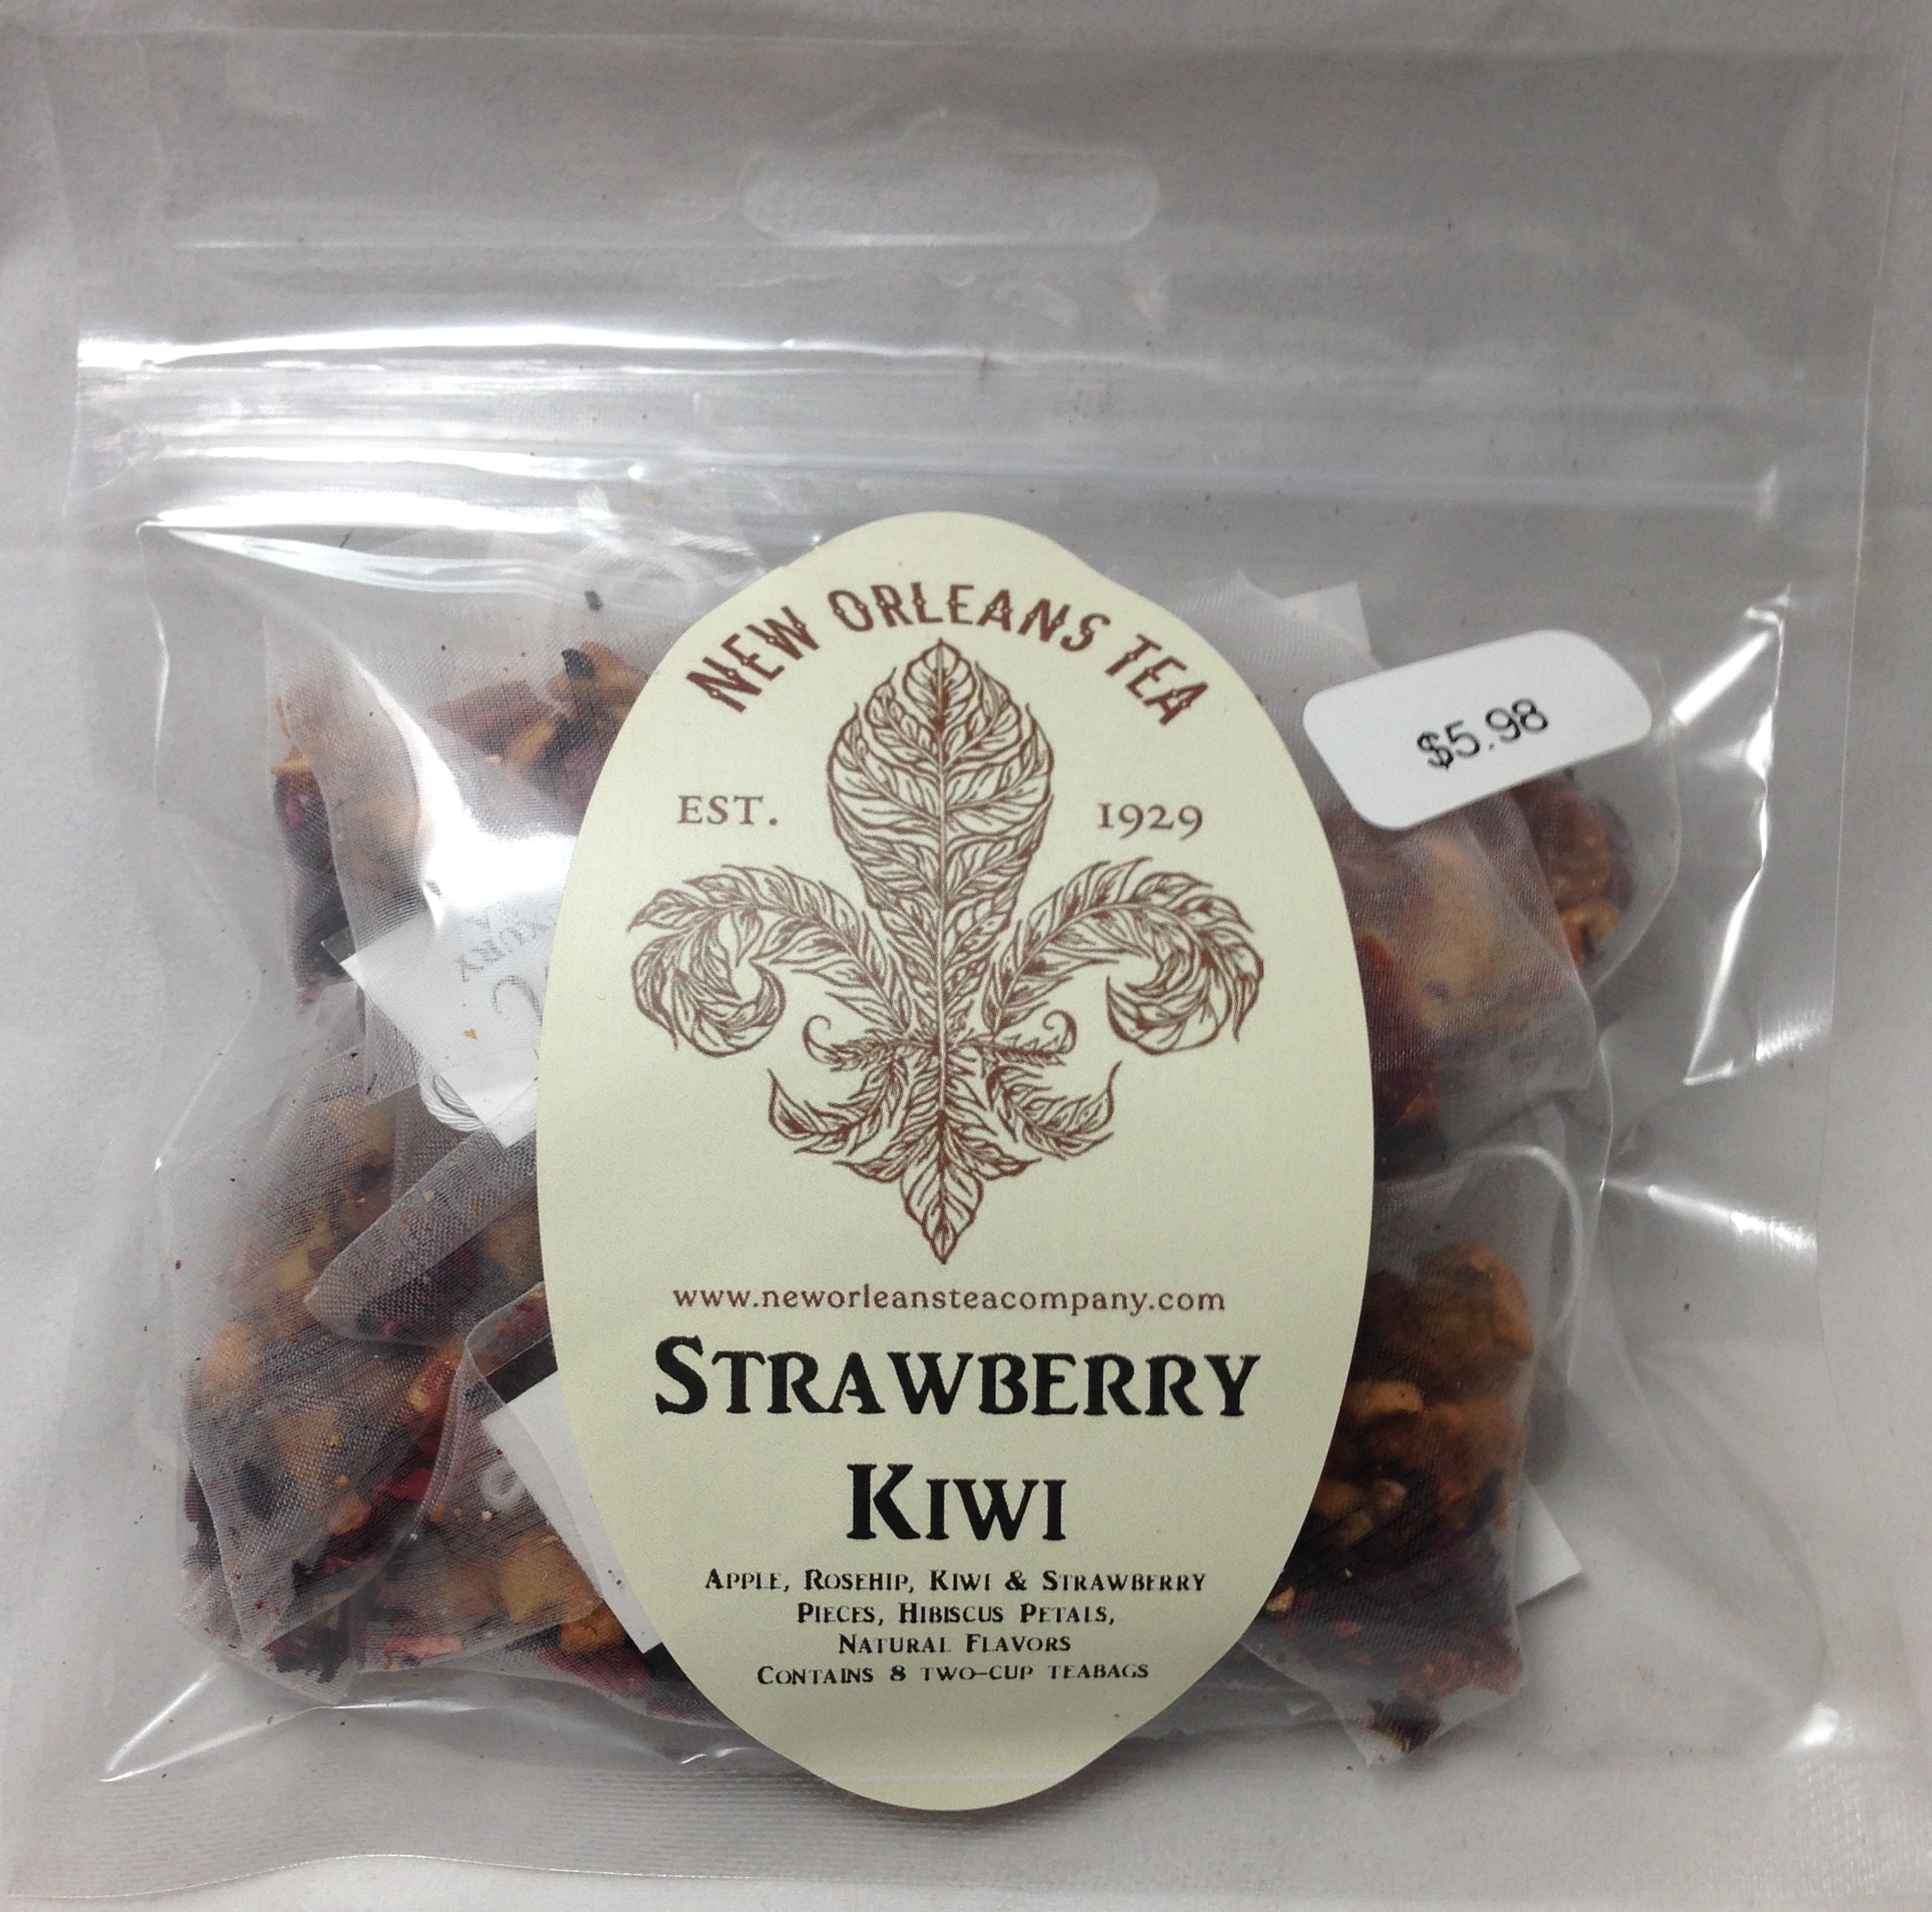 NEW ORLEANS TEA
$5.98
EST. 1929
www.neworleansteacompany.com
STRAWBERRY
KIWI
APPLE, ROSEHIP, KIWI & STRAWBERRY
PIECES, HIBISCUS PETALS,
NATURAL FLAVORS
CONTAINS 8 TWO-CUP TEABAGS